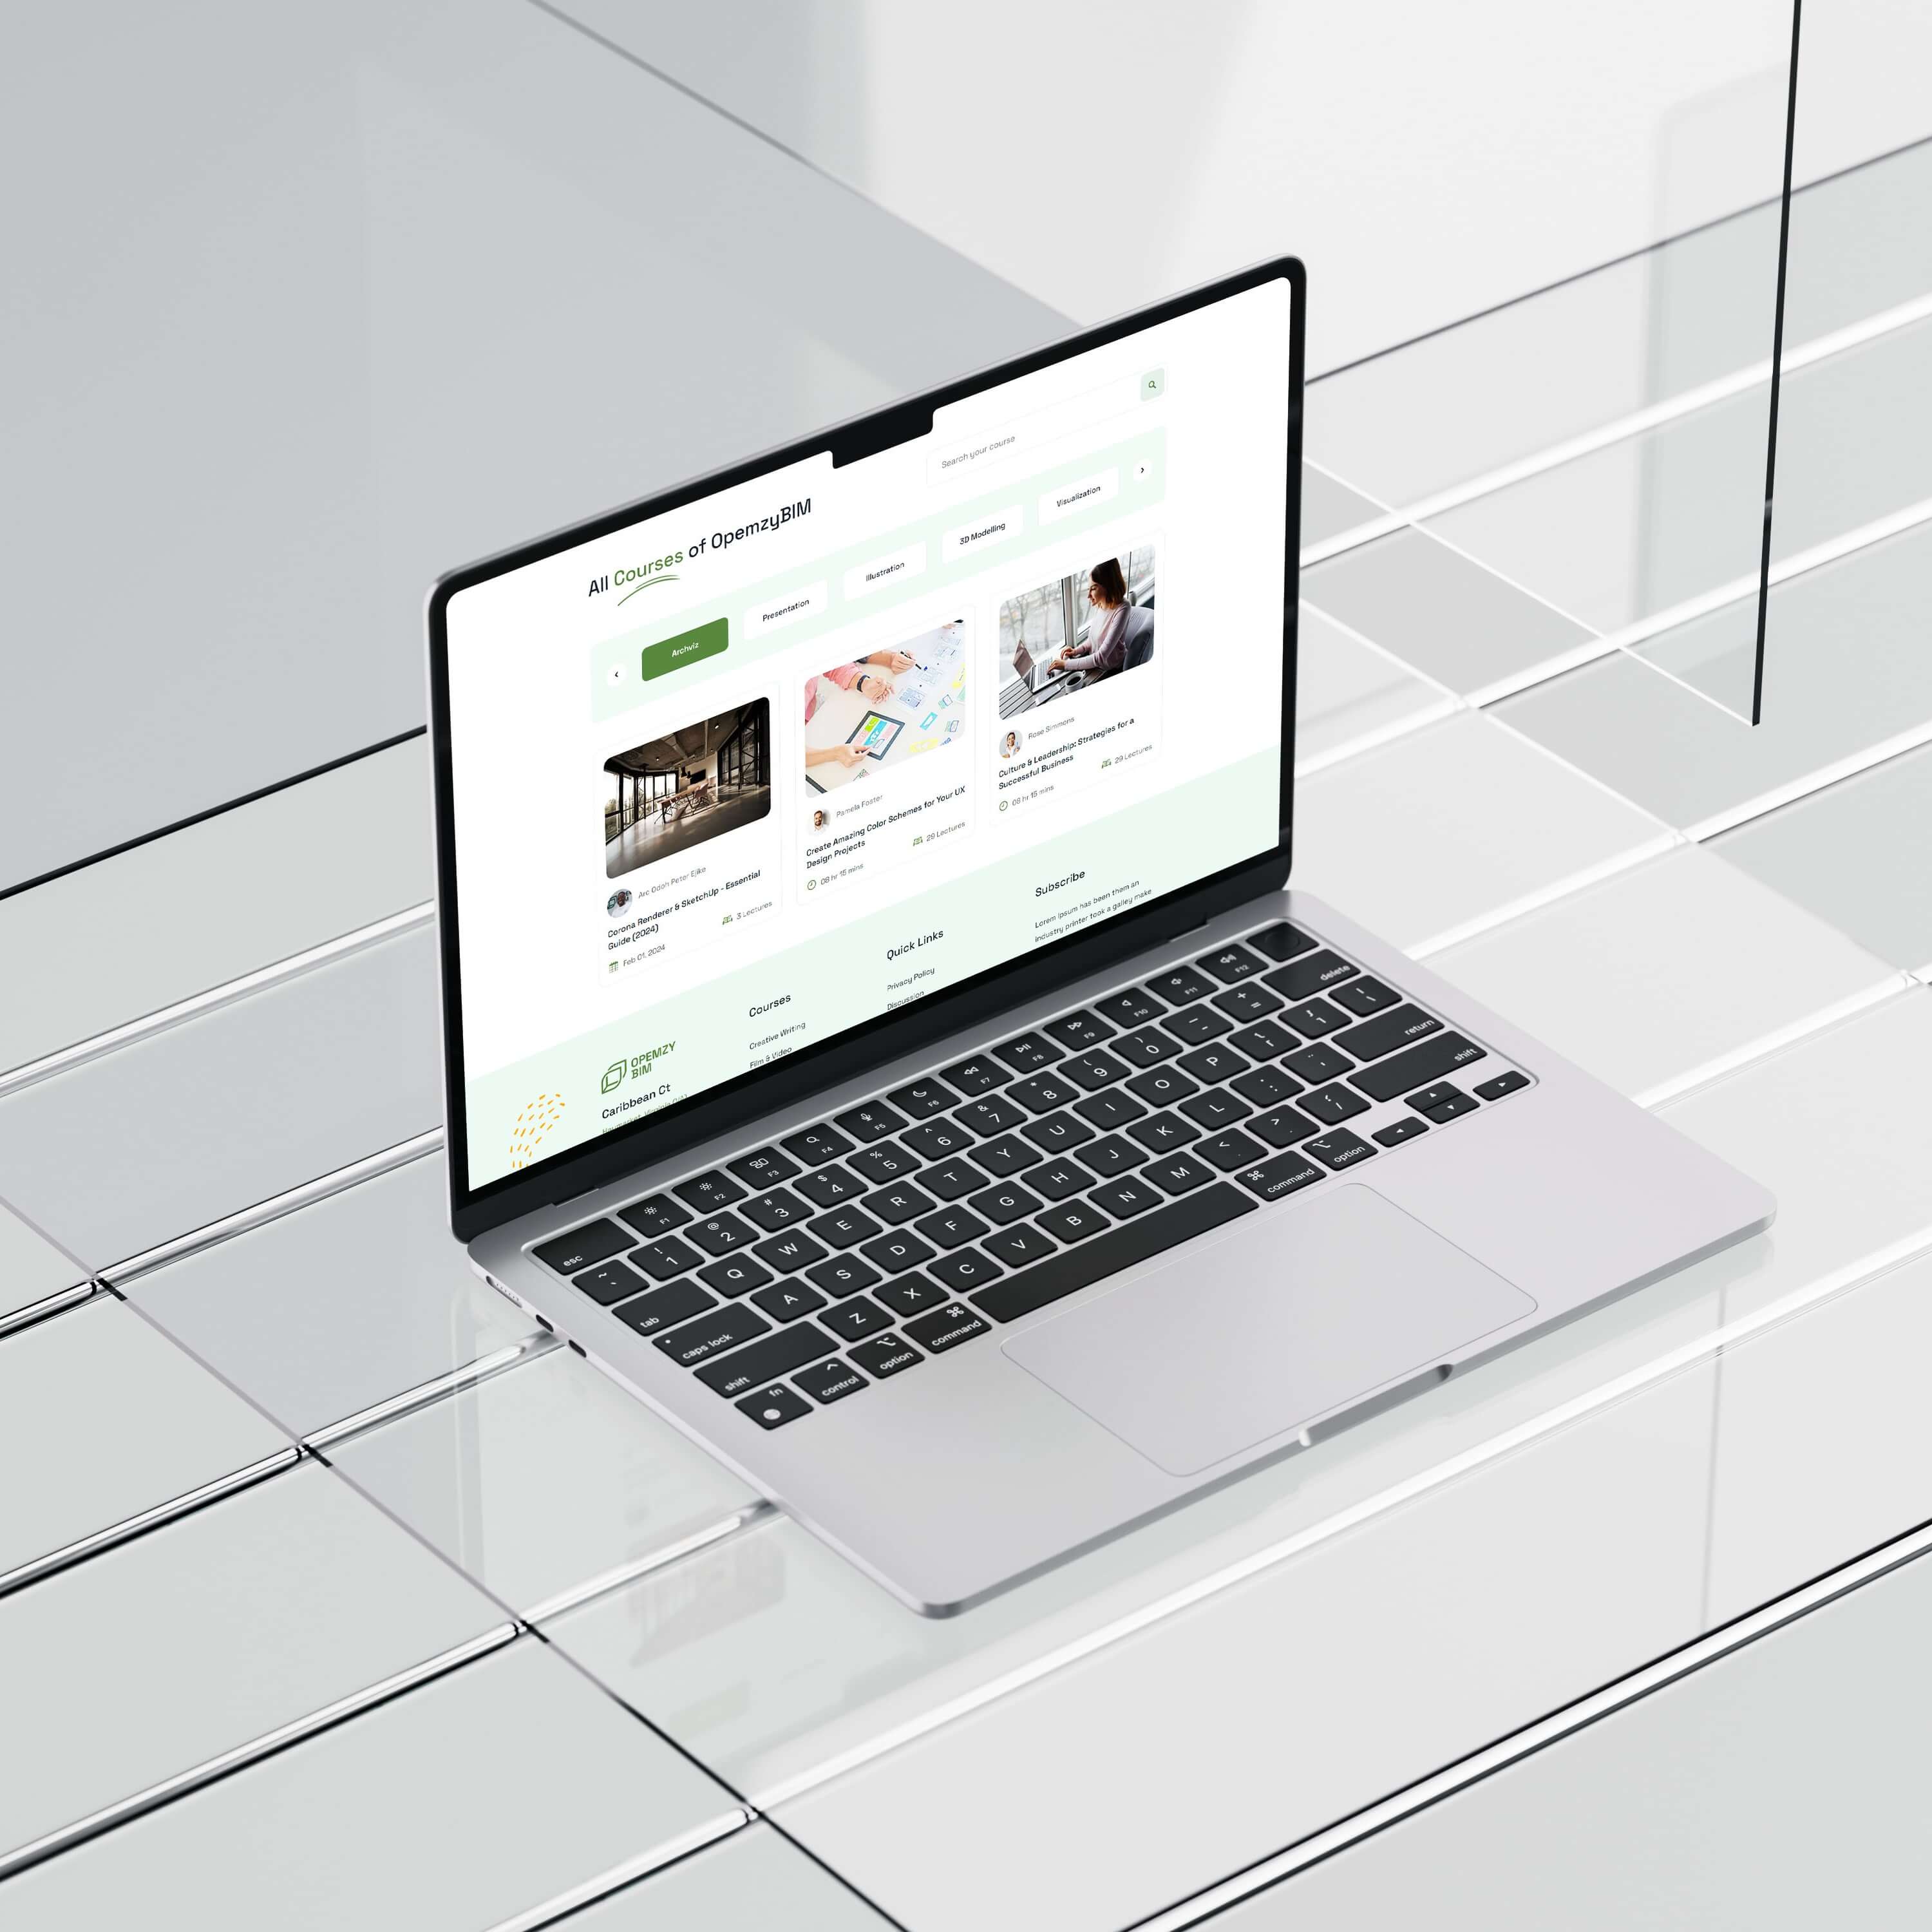 All Courses of OpemzyBIM
Search your course
Archviz
Presentation
Illustration
3D Modelling
Visualization
Arc Odoh Peter Ejike
Corona Renderer & SketchUp - Essential
Guide (2024)
3 Lectures
Feb 01, 2024
Pamela Foster
Create Amazing Color Schemes for Your UX
Design Projects
29 Lectures
08 hr 15 mins
Rose Simmons
Culture & Leadership: Strategies for a
Successful Business
29 Lectures
08 hr 15 mins
OPEMZY
BIM
Caribbean Ct
Courses
Creative Writing
Film & Video
Quick Links
Privacy Policy
Discussion
Subscribe
Lorem Ipsum has been them an
industry printer took a galley make
esc F1 F2 F3 F4 F5 F6 F7 F8 F9 F10 F11 F12
~ ` ! 1 @ 2 # 3 $ 4 % 5 ^ 6 & 7 * 8 ( 9 ) 0 _ - + = delete
tab Q W E R T Y U I O P { [ } ] | \
caps lock A S D F G H J K L : ; " ' return
shift Z X C V B N M < , > . ? / shift
fn control option command command option